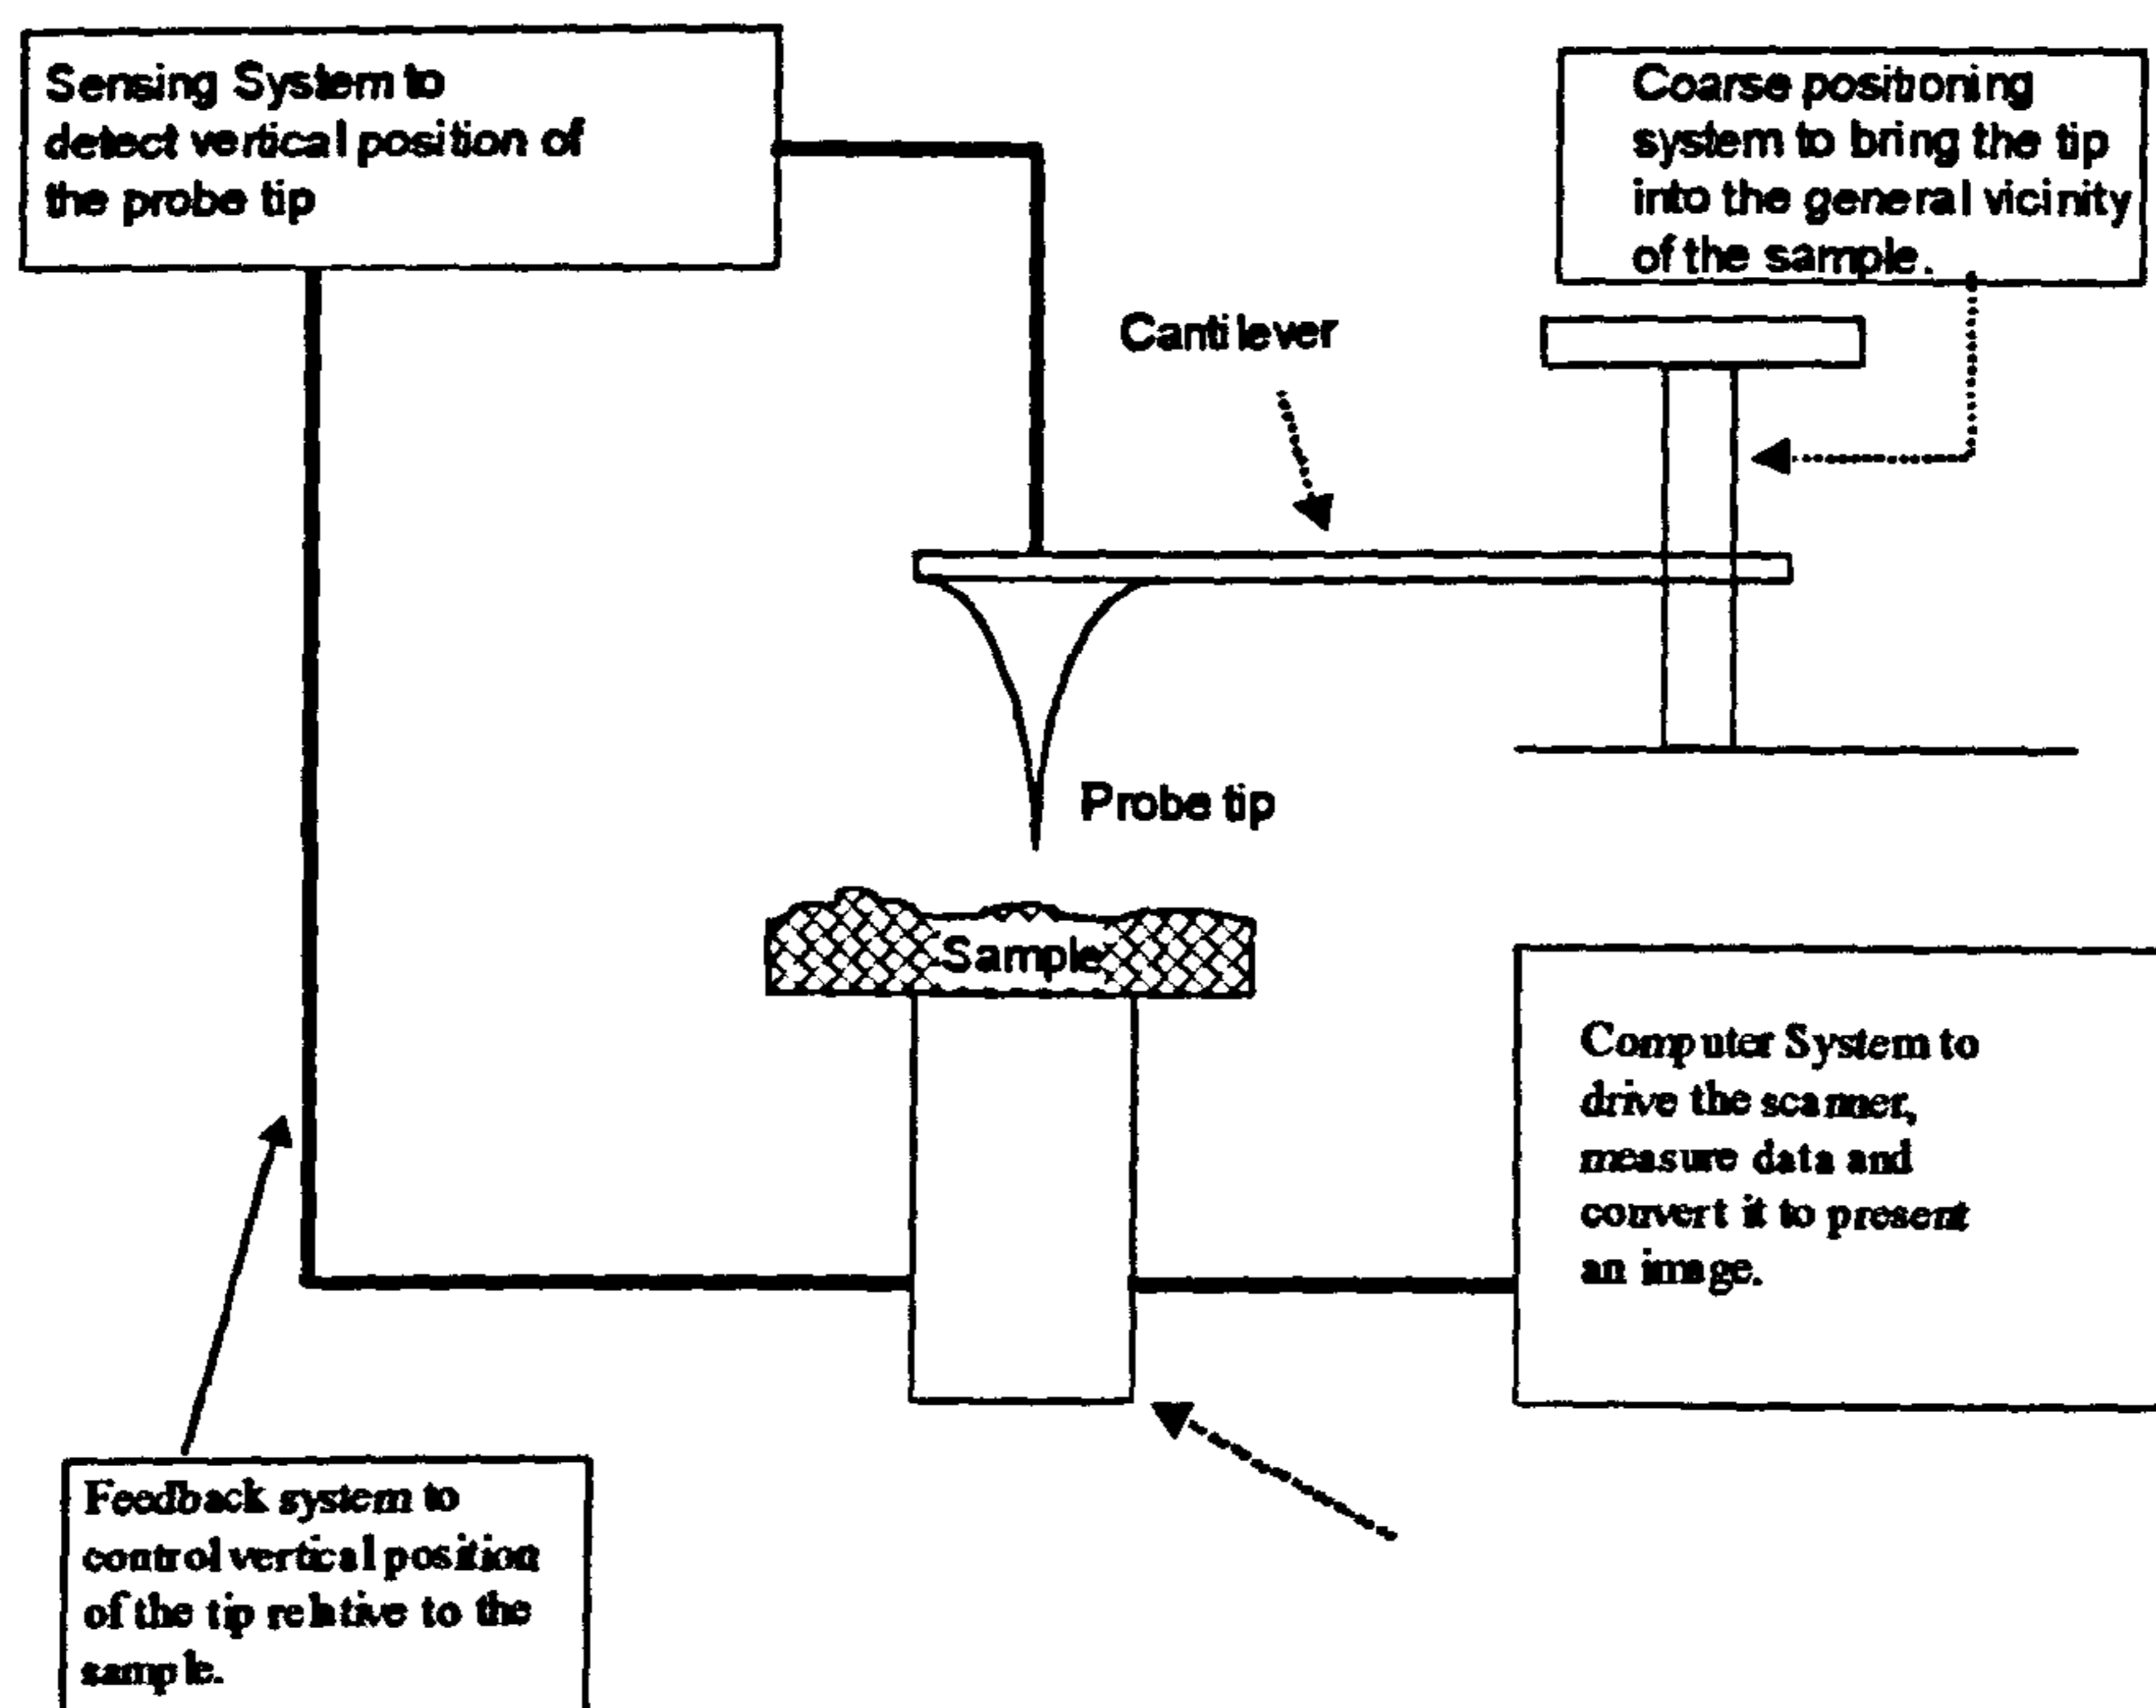 Sensing System to
detect vertical position of
the probe tip
Coarse positioning
system to bring the tip
into the general vicinity
of the sample.
Cantilever
Probe tip
Sample
Computer System to
drive the scanner,
measure data and
convert it to present
an image.
Feedback system to
control vertical position
of the tip relative to the
sample.